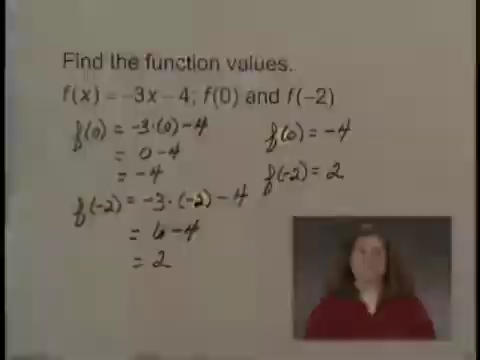 Find the function values.
f(x) = -3x - 4; f(0) and f(-2)
f(0) = -3·(0) - 4
= 0 - 4
= -4
f(-2) = -3·(-2) - 4
= 6 - 4
= 2
f(0) = -4
f(-2) = 2